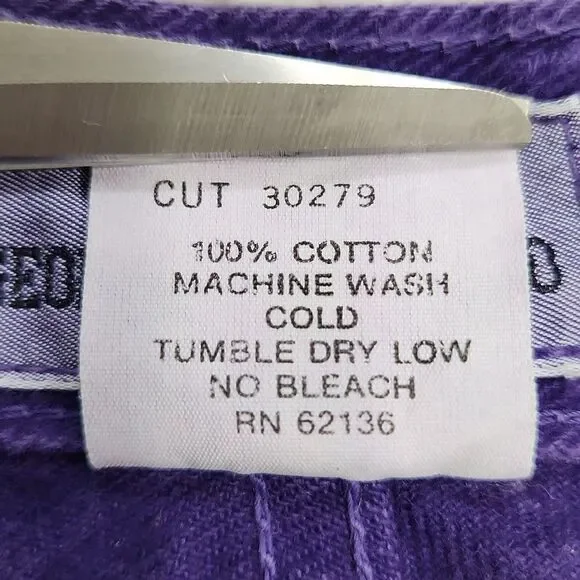 CUT 30279
100% COTTON
MACHINE WASH
COLD
TUMBLE DRY LOW
NO BLEACH
RN 62136